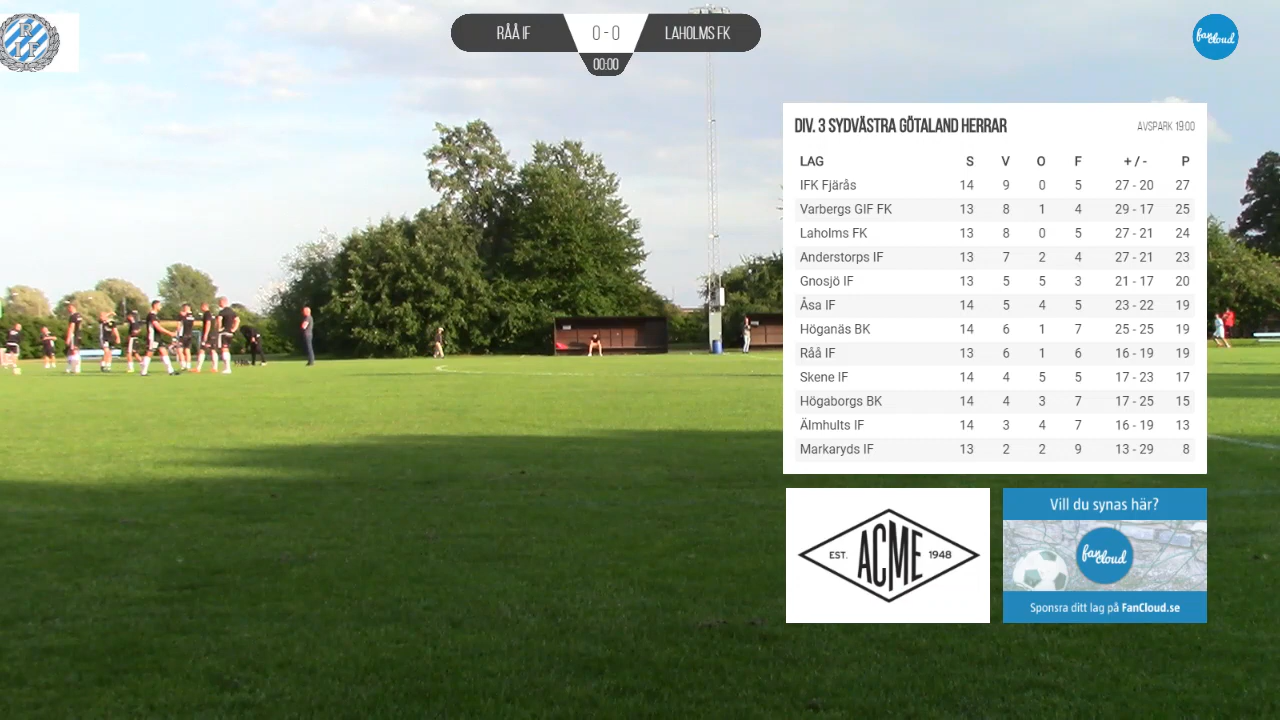 R
IF
RÅÅ IF 0 - 0 LAHOLMS FK
00:00
fan cloud
DIV. 3 SYDVÄSTRA GÖTALAND HERRAR AVSPARK 19:00
LAG S V O F + / - P
IFK Fjärås 14 9 0 5 27 - 20 27
Varbergs GIF FK 13 8 1 4 29 - 17 25
Laholms FK 13 8 0 5 27 - 21 24
Anderstorps IF 13 7 2 4 27 - 21 23
Gnosjö IF 13 5 5 3 21 - 17 20
Åsa IF 14 5 4 5 23 - 22 19
Höganäs BK 14 6 1 7 25 - 25 19
Råå IF 13 6 1 6 16 - 19 19
Skene IF 14 4 5 5 17 - 23 17
Högaborgs BK 14 4 3 7 17 - 25 15
Älmhults IF 14 3 4 7 16 - 19 13
Markaryds IF 13 2 2 9 13 - 29 8
EST. ACME 1948
Vill du synas här?
fan cloud
Sponsra ditt lag på FanCloud.se